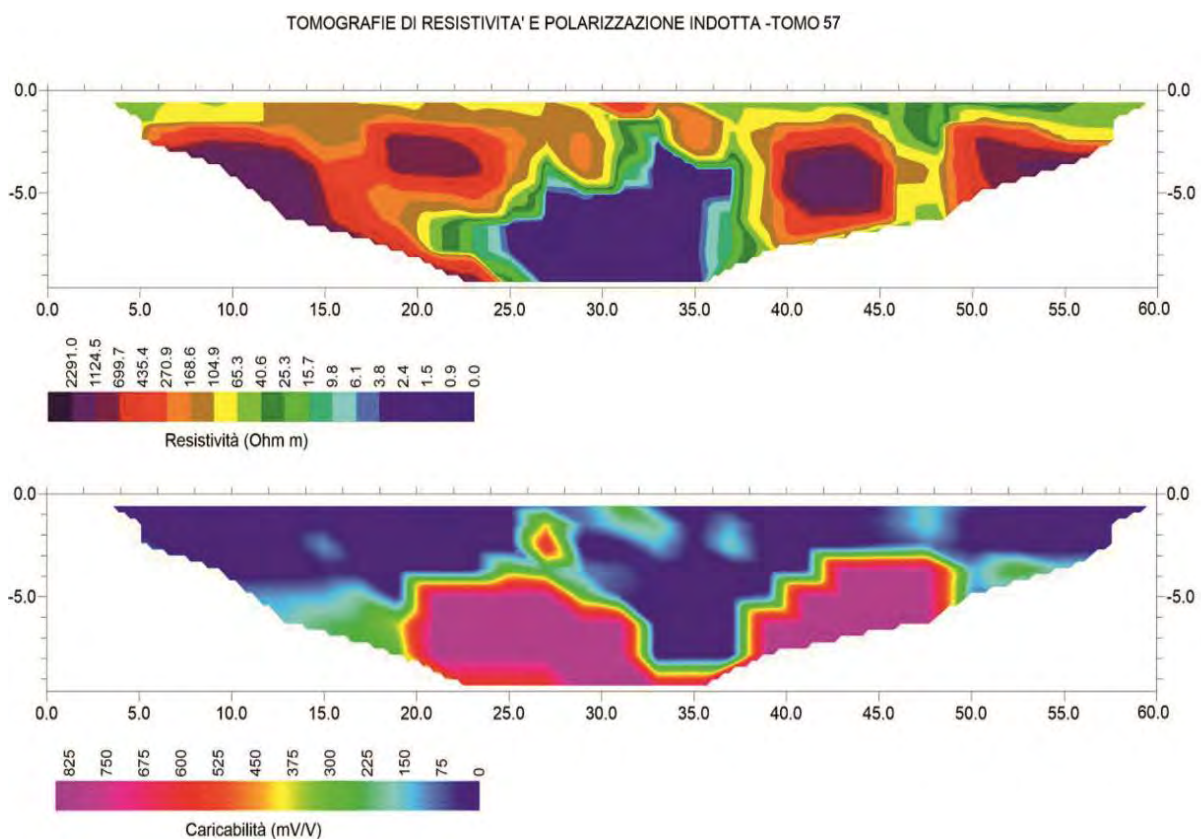 TOMOGRAFIE DI RESISTIVITA' E POLARIZZAZIONE INDOTTA -TOMO 57
0.0 0.0
-5.0 -5.0
0.0 5.0 10.0 15.0 20.0 25.0 30.0 35.0 40.0 45.0 50.0 55.0 60.0
2291.0 1124.5 699.7 435.4 270.9 168.6 104.9 65.3 40.6 25.3 15.7 9.8 6.1 3.8 2.4 1.5 0.9 0.0
Resistività (Ohm m)
0.0 0.0
-5.0 -5.0
0.0 5.0 10.0 15.0 20.0 25.0 30.0 35.0 40.0 45.0 50.0 55.0 60.0
825 750 675 600 525 450 375 300 225 150 75 0
Caricabilità (mV/V)